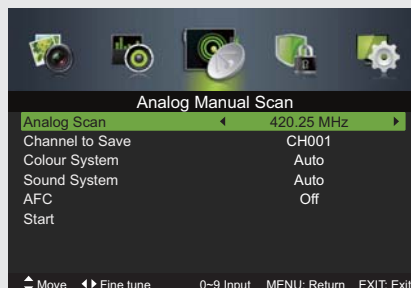 Analog Manual Scan
Analog Scan 420.25 MHz
Channel to Save CH001
Colour System Auto
Sound System Auto
AFC Off
Start
Move Fine tune 0~9 Input MENU: Return EXIT: Exit